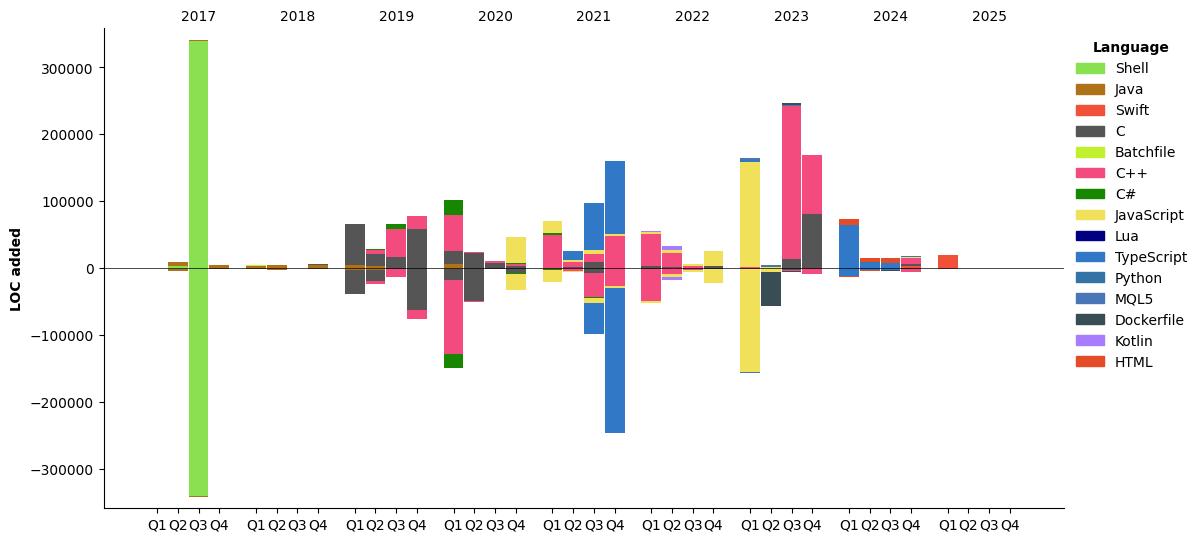 2017 2018 2019 2020 2021 2022 2023 2024 2025
LOC added
300000
200000
100000
0
−100000
−200000
−300000
Q1 Q2 Q3 Q4 Q1 Q2 Q3 Q4 Q1 Q2 Q3 Q4 Q1 Q2 Q3 Q4 Q1 Q2 Q3 Q4 Q1 Q2 Q3 Q4 Q1 Q2 Q3 Q4 Q1 Q2 Q3 Q4 Q1 Q2 Q3 Q4
Language
Shell
Java
Swift
C
Batchfile
C++
C#
JavaScript
Lua
TypeScript
Python
MQL5
Dockerfile
Kotlin
HTML